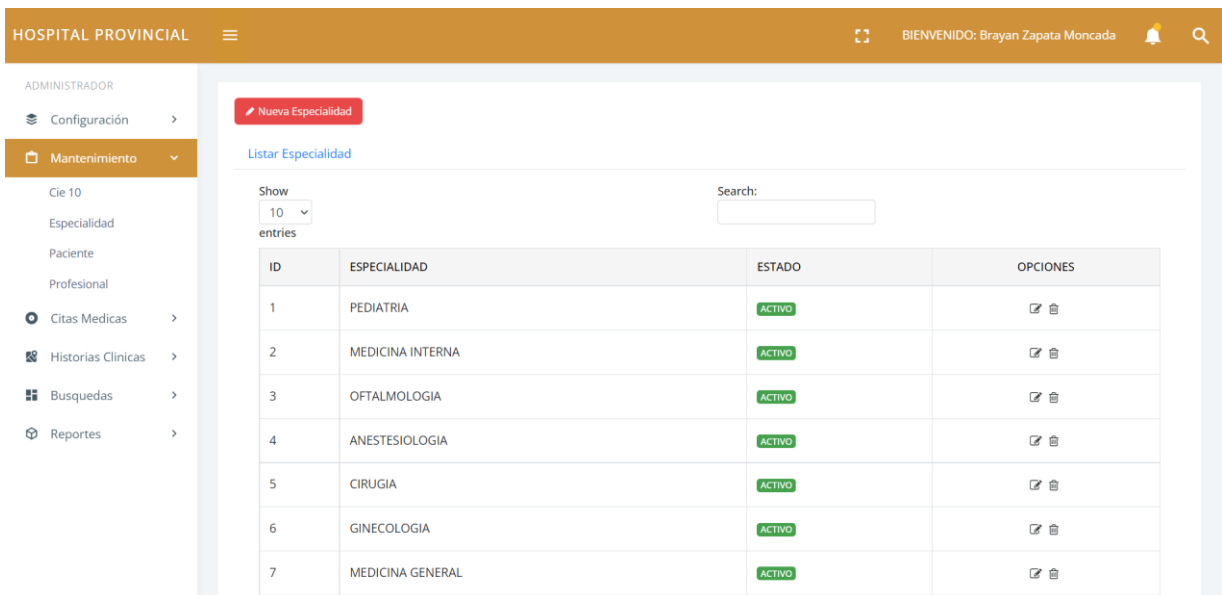 HOSPITAL PROVINCIAL
BIENVENIDO: Brayan Zapata Moncada
ADMINISTRADOR
Configuración
Mantenimiento
Cie 10
Especialidad
Paciente
Profesional
Citas Medicas
Historias Clinicas
Busquedas
Reportes
Nueva Especialidad
Listar Especialidad
Show
10
entries
Search:
ID ESPECIALIDAD ESTADO OPCIONES
1 PEDIATRIA ACTIVO
2 MEDICINA INTERNA ACTIVO
3 OFTALMOLOGIA ACTIVO
4 ANESTESIOLOGIA ACTIVO
5 CIRUGIA ACTIVO
6 GINECOLOGIA ACTIVO
7 MEDICINA GENERAL ACTIVO